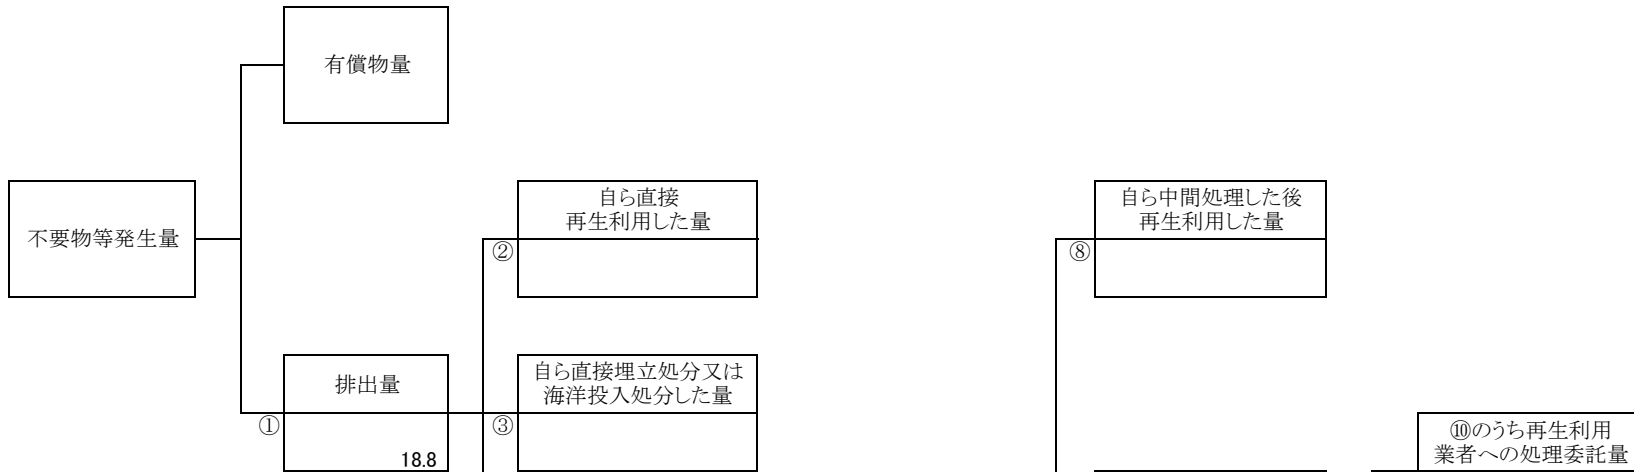 有償物量
不要物等発生量
自ら直接
再生利用した量
②
自ら中間処理した後
再生利用した量
⑧
排出量
①
18.8
自ら直接埋立処分又は
海洋投入処分した量
③
⑩のうち再生利用
業者への処理委託量